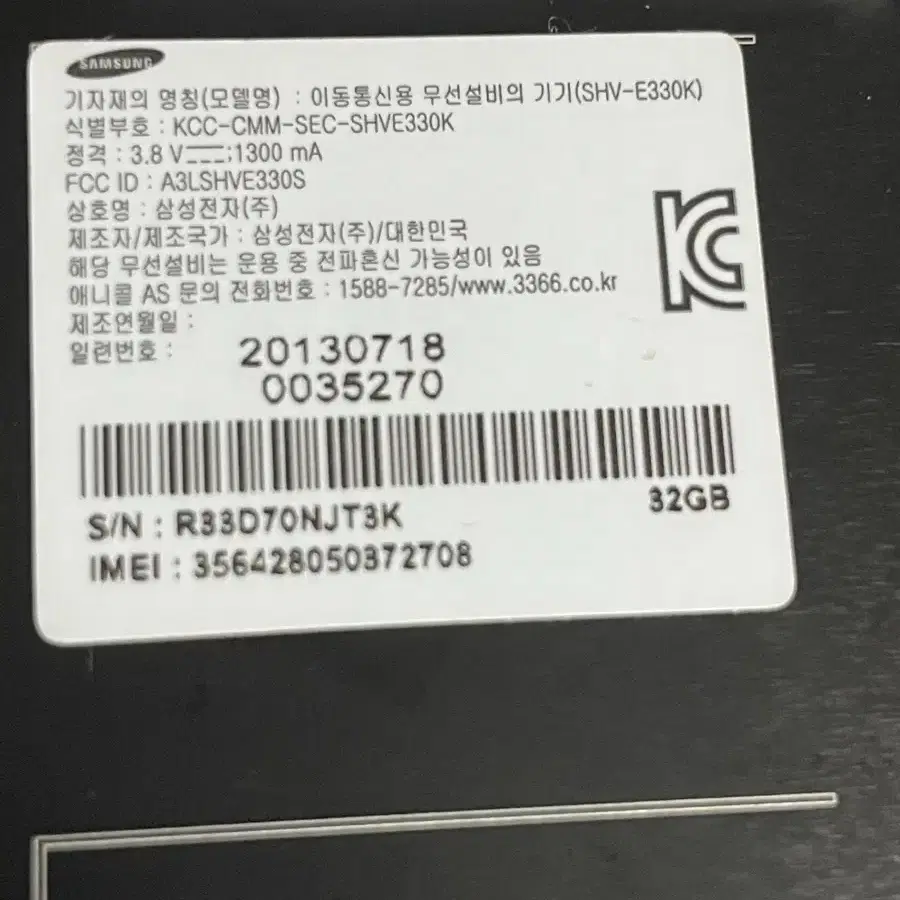 SAMSUNG
기자재의 명칭(모델명) : 이동통신용 무선설비의 기기(SHV-E330K)
식별부호 : KCC-CMM-SEC-SHVE330K
정격 : 3.8 V⎓;1300 mA
FCC ID : A3LSHVE330S
상호명 : 삼성전자(주)
제조자/제조국가 : 삼성전자(주)/대한민국
해당 무선설비는 운용 중 전파혼신 가능성이 있음
애니콜 AS 문의 전화번호 : 1588-7285/www.3366.co.kr
제조연월일 :
일련번호 :
20130718
0035270
32GB
S/N : R33D70NJT3K
IMEI : 356428050372708